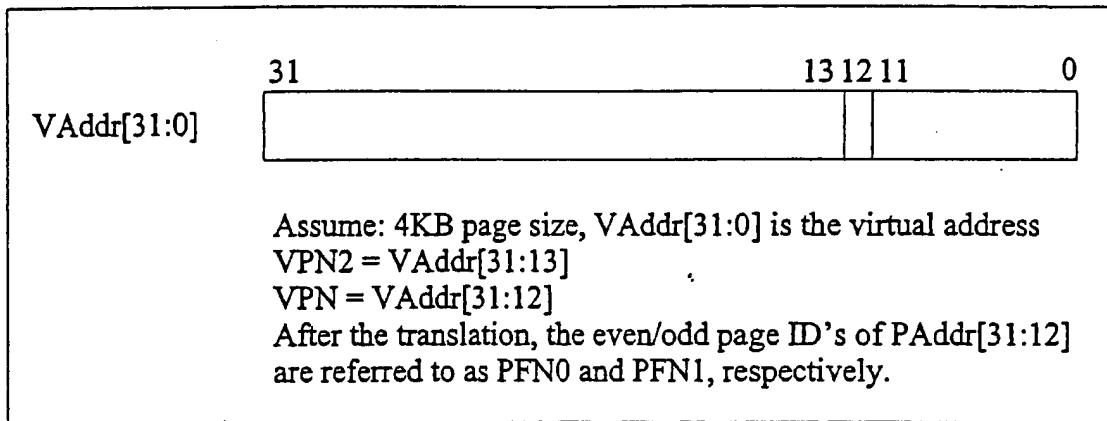 31 13 12 11 0
VAddr[31:0]
Assume: 4KB page size, VAddr[31:0] is the virtual address
VPN2 = VAddr[31:13]
VPN = VAddr[31:12]
After the translation, the even/odd page ID's of PAddr[31:12]
are referred to as PFN0 and PFN1, respectively.